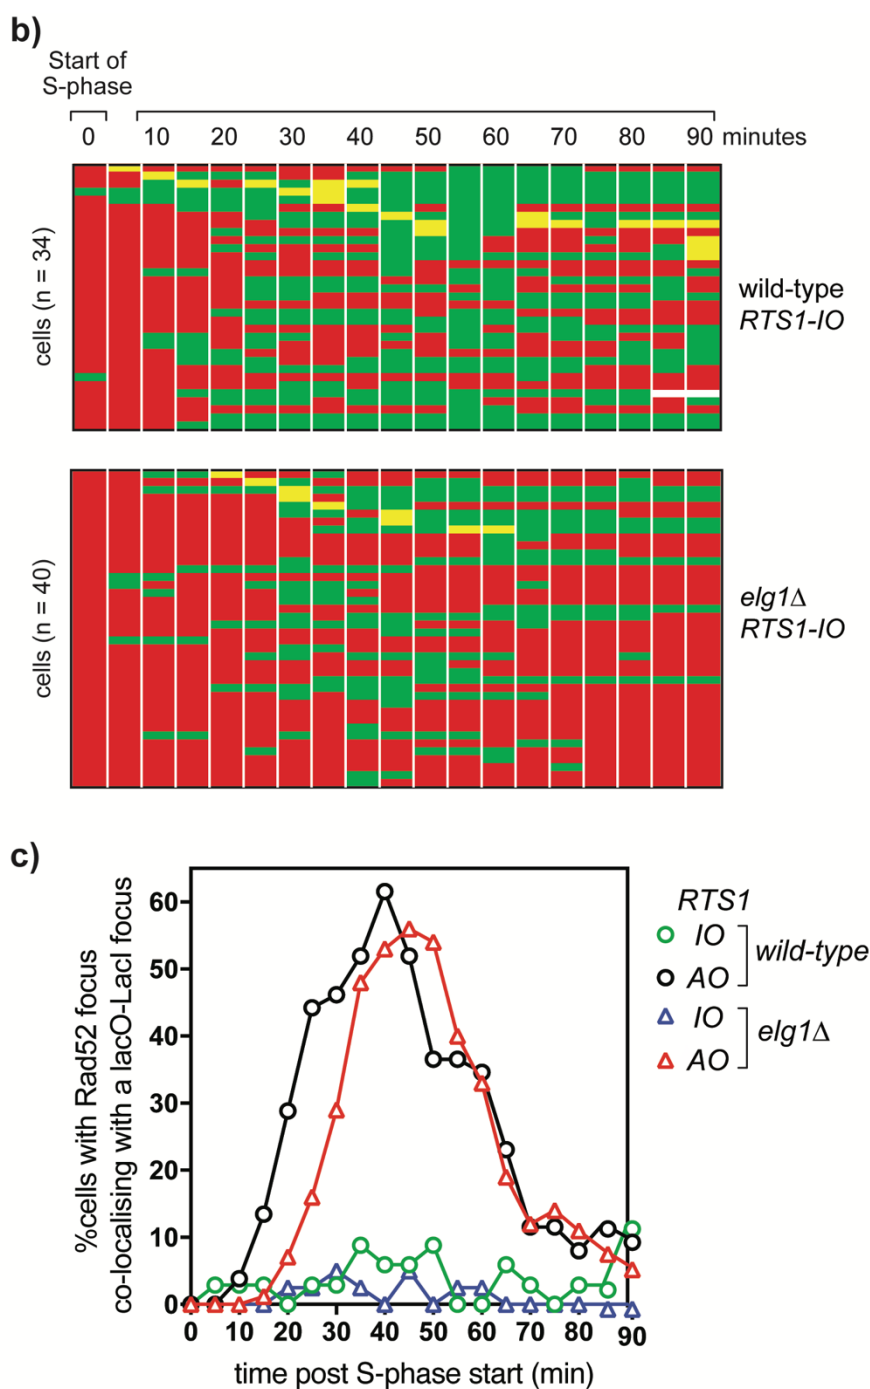 b)
Start of
S-phase
0 10 20 30 40 50 60 70 80 90 minutes
cells (n = 34)
wild-type
RTS1-IO
cells (n = 40)
elg1Δ
RTS1-IO
c)
%cells with Rad52 focus
co-localising with a lacO-LacI focus
60
50
40
30
20
10
0
0 10 20 30 40 50 60 70 80 90
time post S-phase start (min)
RTS1
IO
AO
wild-type
IO
AO
elg1Δ